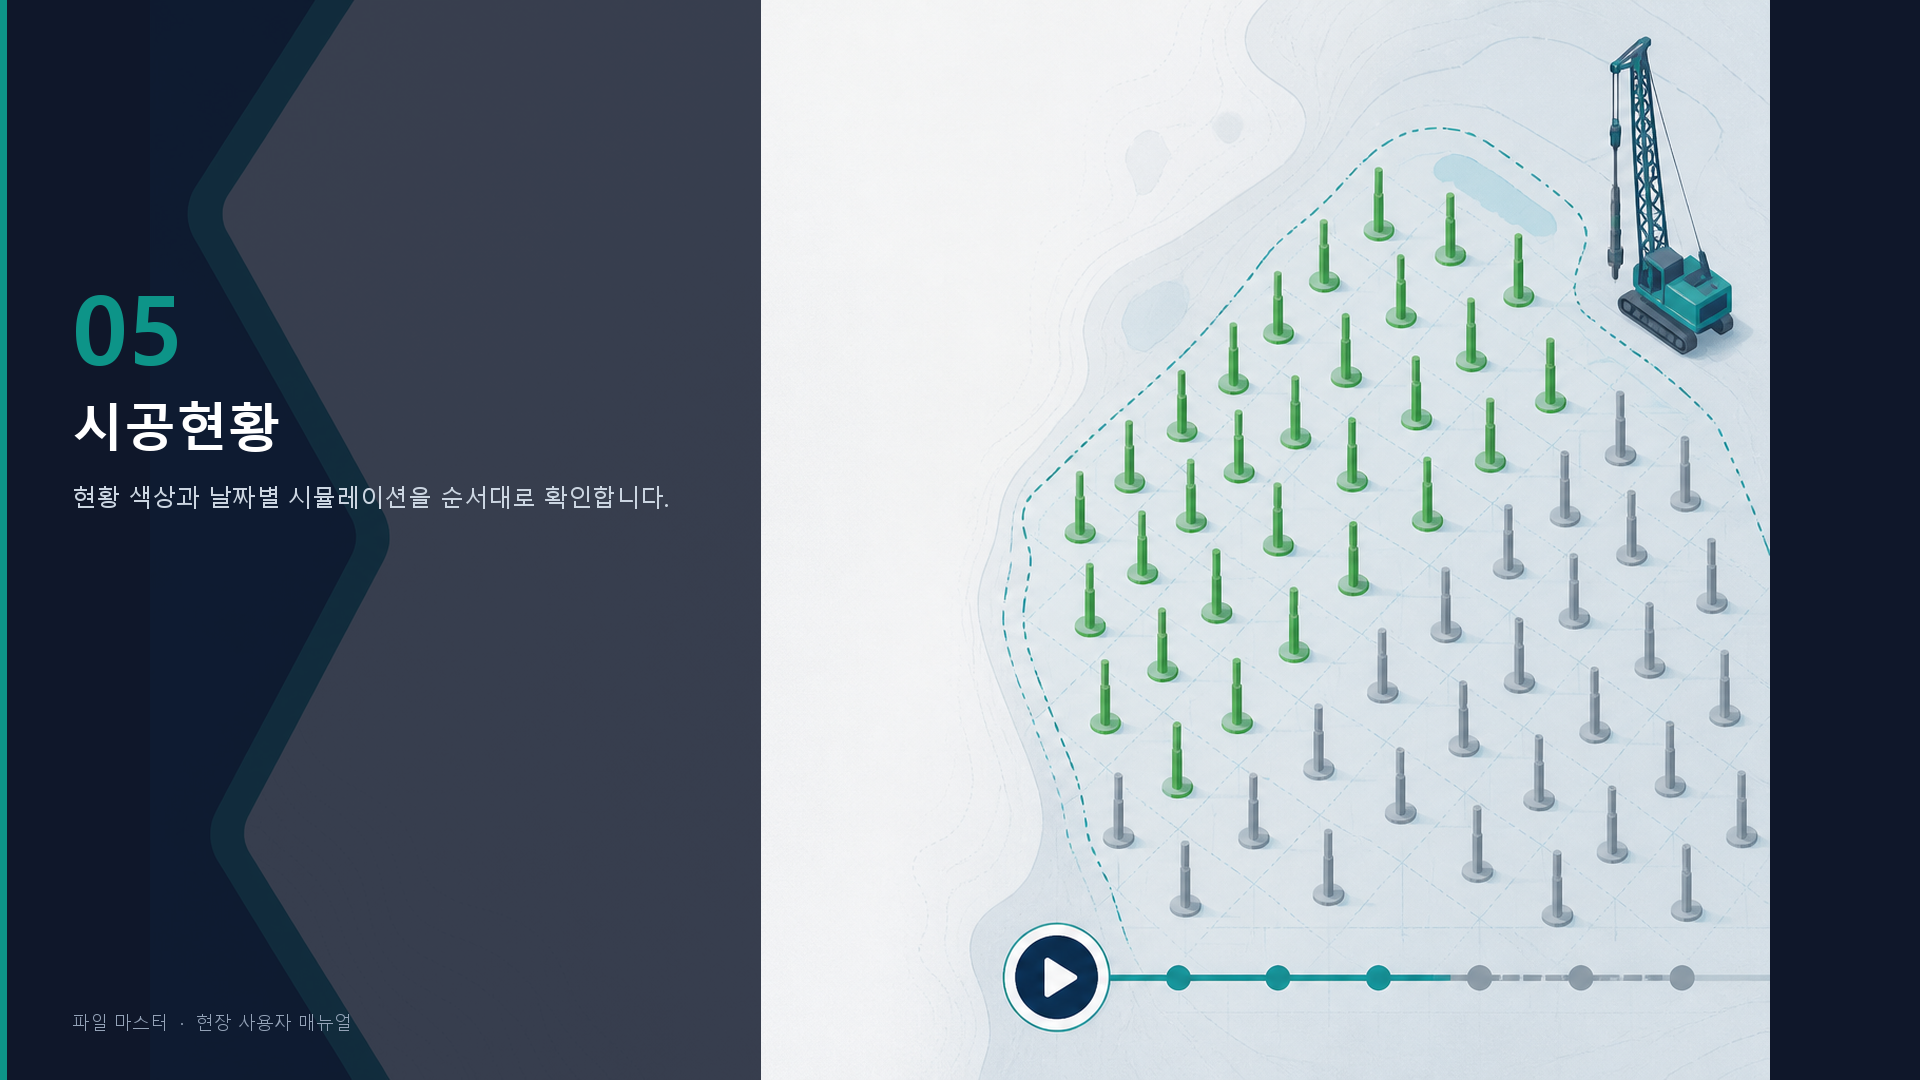 05
시공현황
현황 색상과 날짜별 시뮬레이션을 순서대로 확인합니다.
파일 마스터 · 현장 사용자 매뉴얼